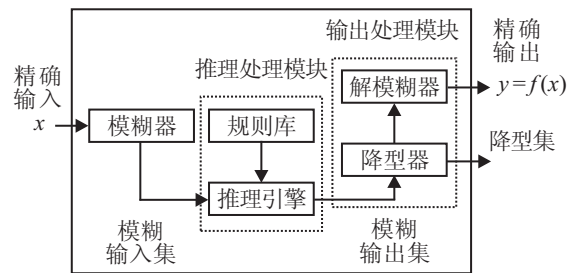 输出处理模块
精确
输出
y=f(x)
推理处理模块
精确
输入
x
解模糊器
模糊器
规则库
降型器
降型集
推理引擎
模糊
输入集
模糊
输出集